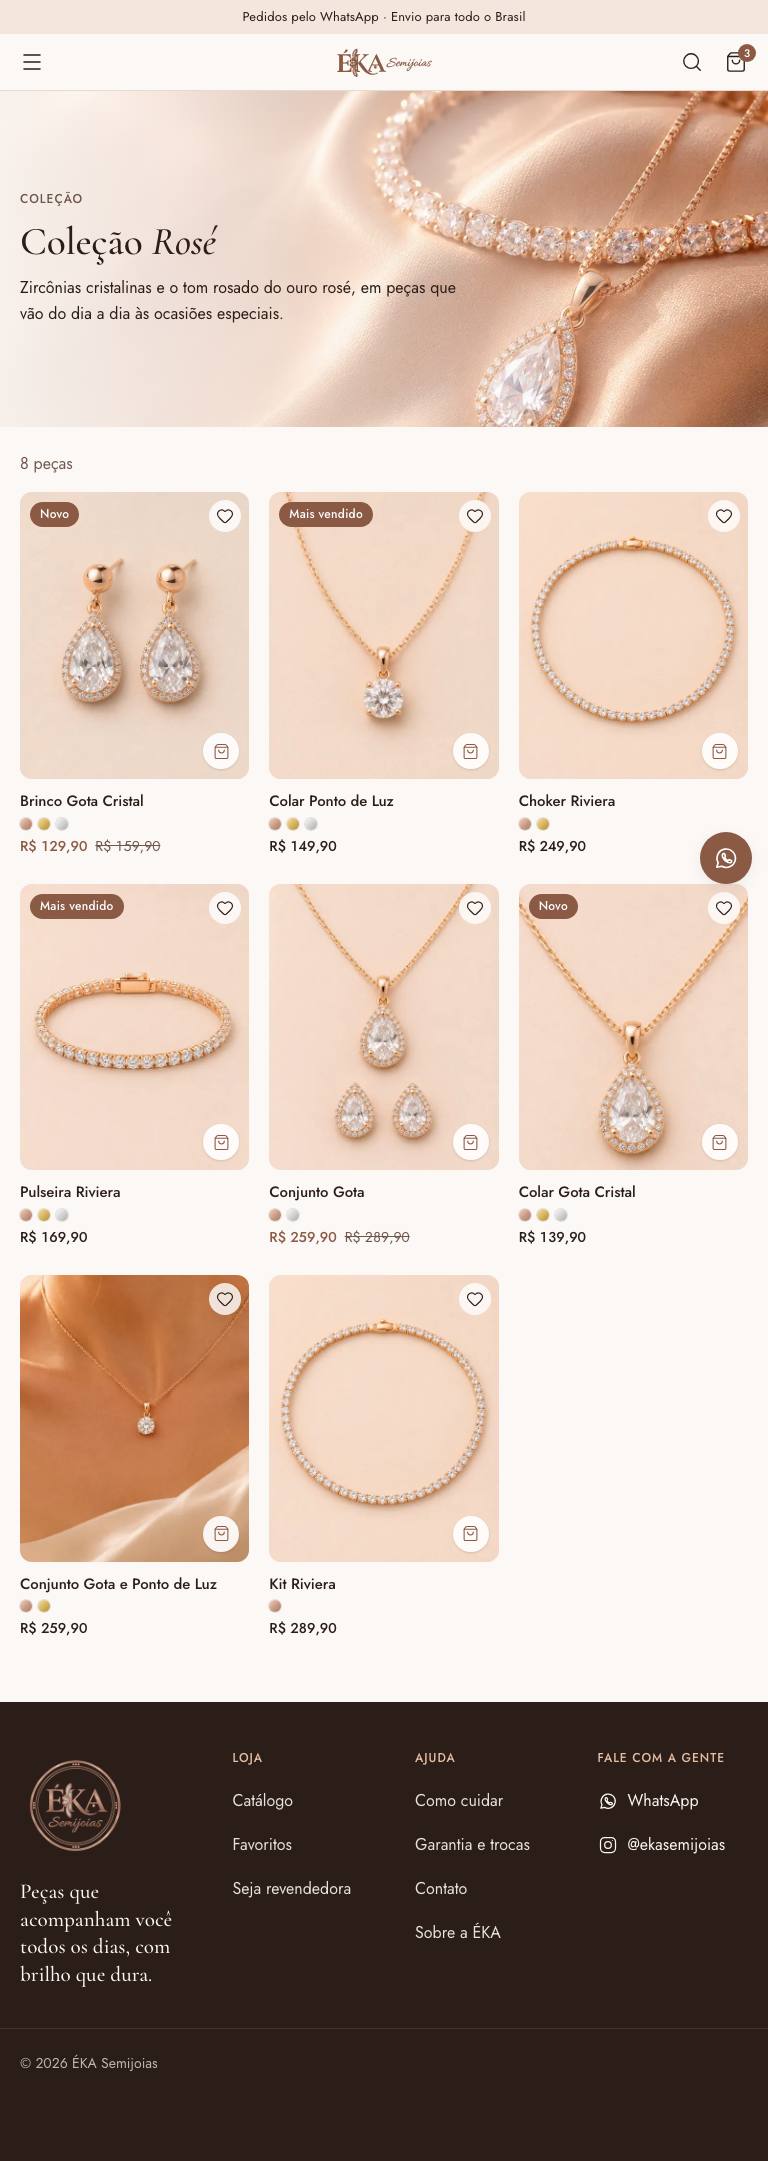 Pedidos pelo WhatsApp · Envio para todo o Brasil
ÉKA Semijoias
3
COLEÇÃO
Coleção Rosé
Zircônias cristalinas e o tom rosado do ouro rosé, em peças que
vão do dia a dia às ocasiões especiais.
8 peças
Novo
Mais vendido
Brinco Gota Cristal
R$ 129,90 R$ 159,90
Colar Ponto de Luz
R$ 149,90
Choker Riviera
R$ 249,90
Mais vendido
Novo
Pulseira Riviera
R$ 169,90
Conjunto Gota
R$ 259,90 R$ 289,90
Colar Gota Cristal
R$ 139,90
Conjunto Gota e Ponto de Luz
R$ 259,90
Kit Riviera
R$ 289,90
ÉKA
Semijoias
Peças que
acompanham você
todos os dias, com
brilho que dura.
LOJA
Catálogo
Favoritos
Seja revendedora
AJUDA
Como cuidar
Garantia e trocas
Contato
Sobre a ÉKA
FALE COM A GENTE
WhatsApp
@ekasemijoias
© 2026 ÉKA Semijoias